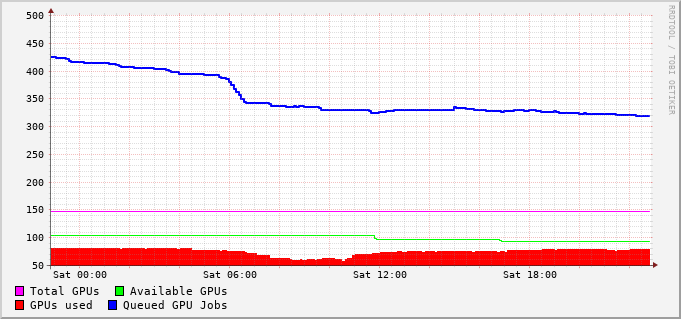 500
450
400
350
300
250
200
150
100
50
Sat 00:00 Sat 06:00 Sat 12:00 Sat 18:00
Total GPUs Available GPUs
GPUs used Queued GPU Jobs
RRDTOOL / TOBI OETIKER